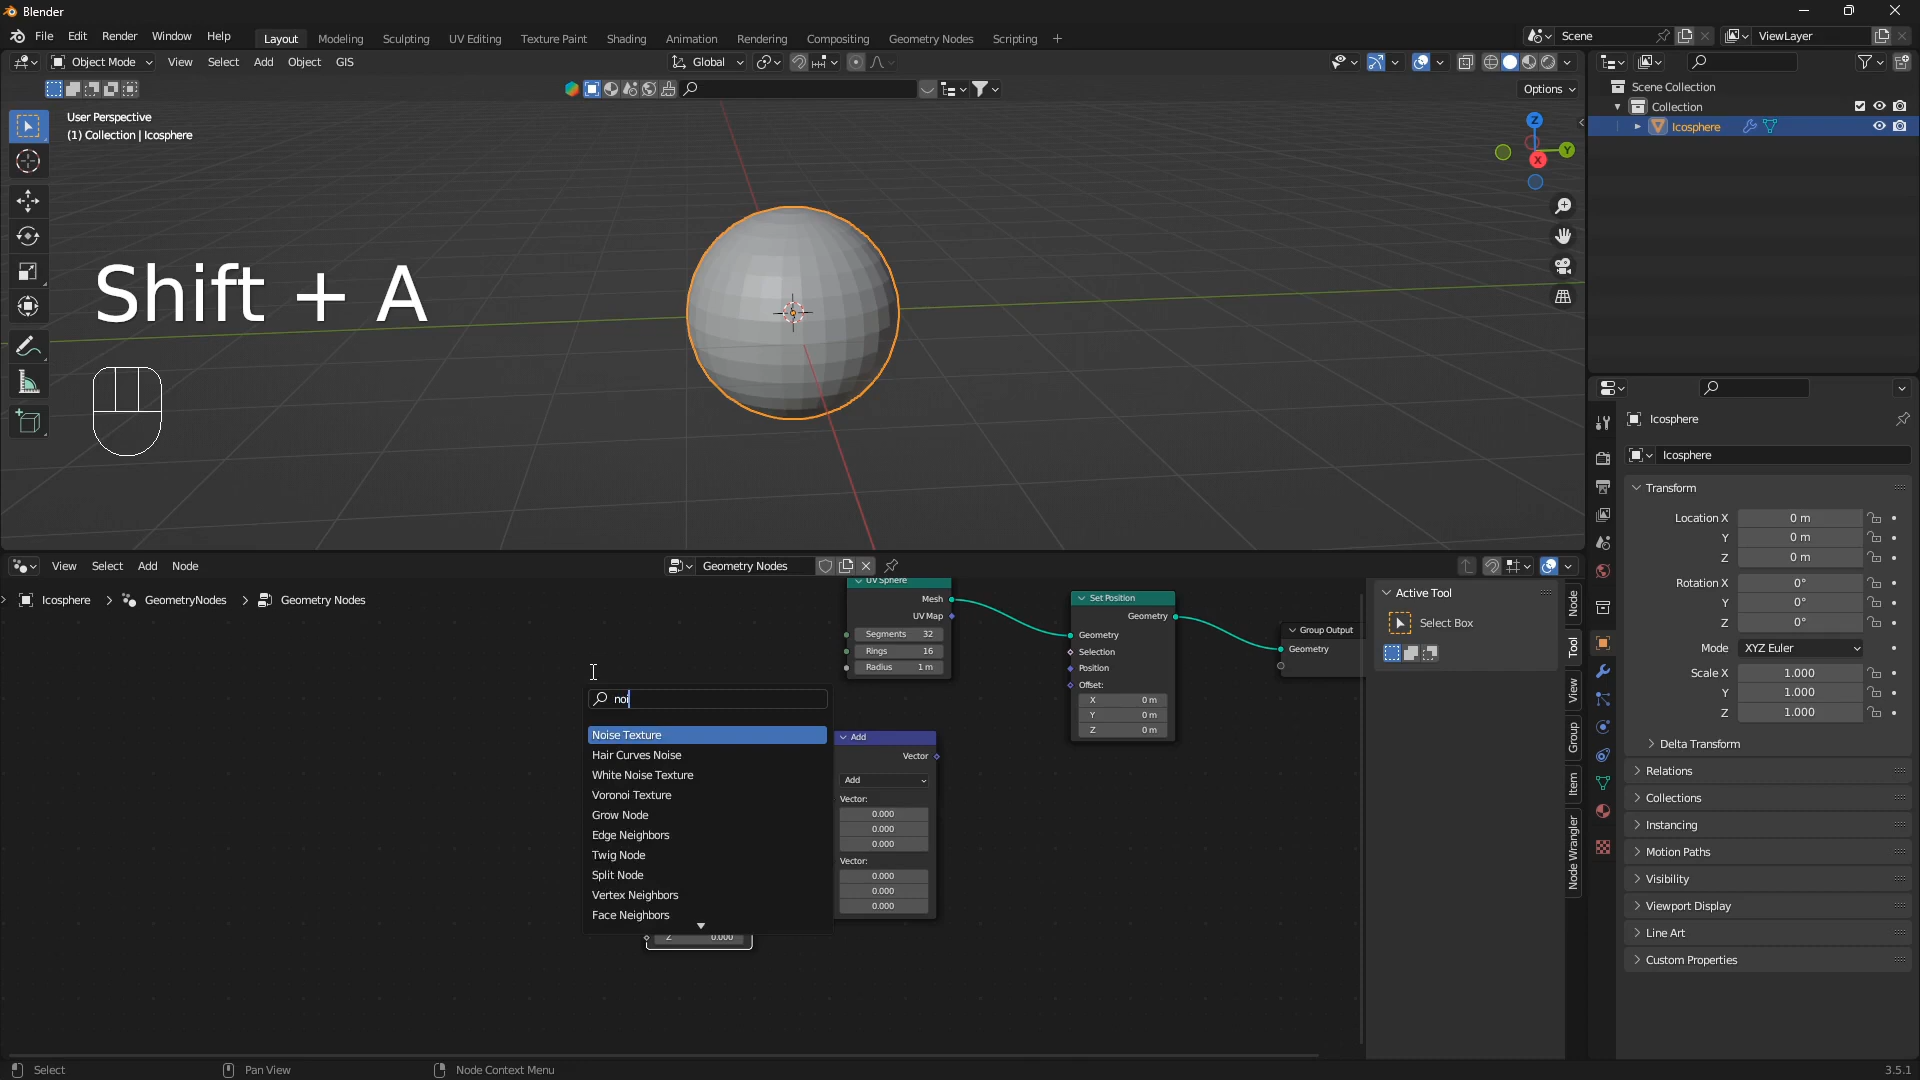 Blender
File Edit Render Window Help Layout Modeling Sculpting UV Editing Texture Paint Shading Animation Rendering Compositing Geometry Nodes Scripting + Scene ViewLayer
Object Mode View Select Add Object GIS Global
Options
User Perspective
(1) Collection | Icosphere
Z
Y
X
Shift + A
Scene Collection
Collection
Icosphere
Icosphere
Icosphere
Transform
Location X 0 m
Y 0 m
Z 0 m
Rotation X 0°
Y 0°
Z 0°
Mode XYZ Euler
Scale X 1.000
Y 1.000
Z 1.000
Delta Transform
Relations
Collections
Instancing
Motion Paths
Visibility
Viewport Display
Line Art
Custom Properties
View Select Add Node Geometry Nodes
Icosphere > GeometryNodes > Geometry Nodes
UV Sphere
Mesh
UV Map
Segments 32
Rings 16
Radius 1 m
Set Position
Geometry
Geometry
Selection
Position
Offset:
X 0 m
Y 0 m
Z 0 m
Group Output
Geometry
noi
Noise Texture
Hair Curves Noise
White Noise Texture
Voronoi Texture
Grow Node
Edge Neighbors
Twig Node
Split Node
Vertex Neighbors
Face Neighbors
Z 0.000
Add
Vector
Add
Vector:
0.000
0.000
0.000
Vector:
0.000
0.000
0.000
Active Tool
Select Box
Node
Tool
View
Group
Item
Node Wrangler
Select Pan View Node Context Menu 3.5.1